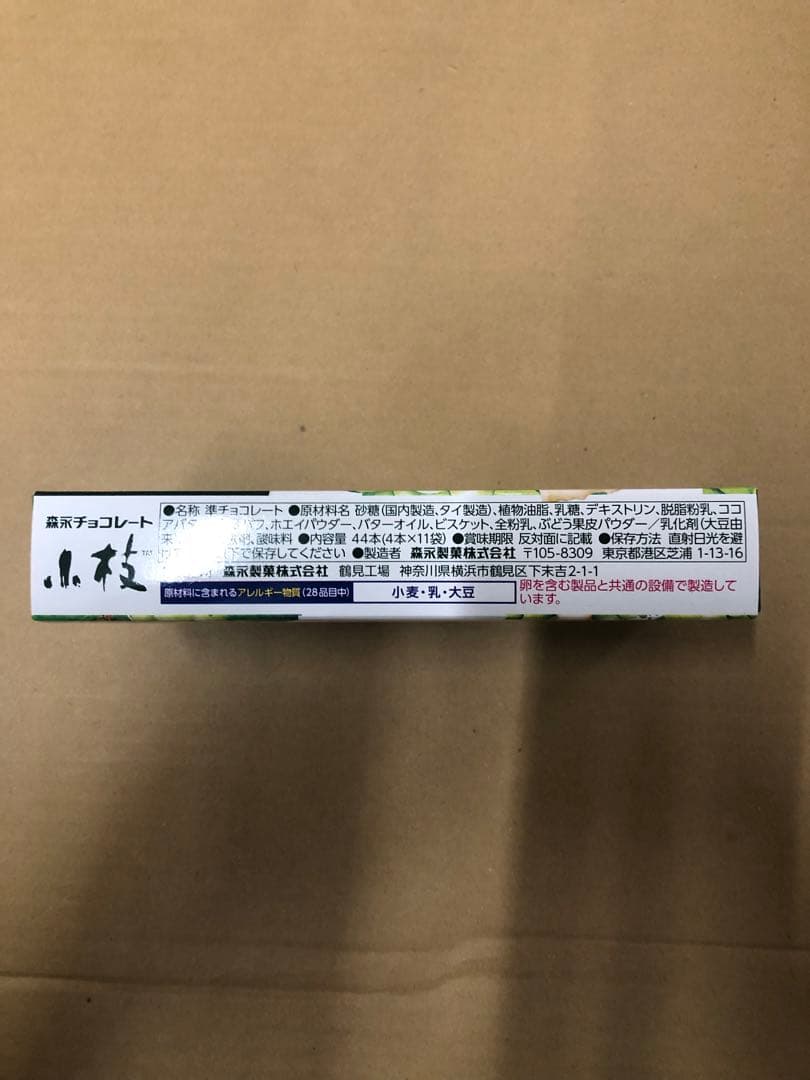 森永チョコレート
小枝™
●名称 準チョコレート ●原材料名 砂糖(国内製造、タイ製造)、植物油脂、乳糖、デキストリン、脱脂粉乳、ココ
アバタ パフ、ホエイパウダー、バターオイル、ビスケット、全粉乳、ぶどう果皮パウダー／乳化剤(大豆由
来 酸味料 ●内容量 44本(4本×11袋) ●賞味期限 反対面に記載 ●保存方法 直射日光を避
下で保存してください ●製造者 森永製菓株式会社 〒105-8309 東京都港区芝浦 1-13-16
森永製菓株式会社 鶴見工場 神奈川県横浜市鶴見区下末吉2-1-1
原材料に含まれるアレルギー物質(28品目中) 小麦・乳・大豆
卵を含む製品と共通の設備で製造して
います。